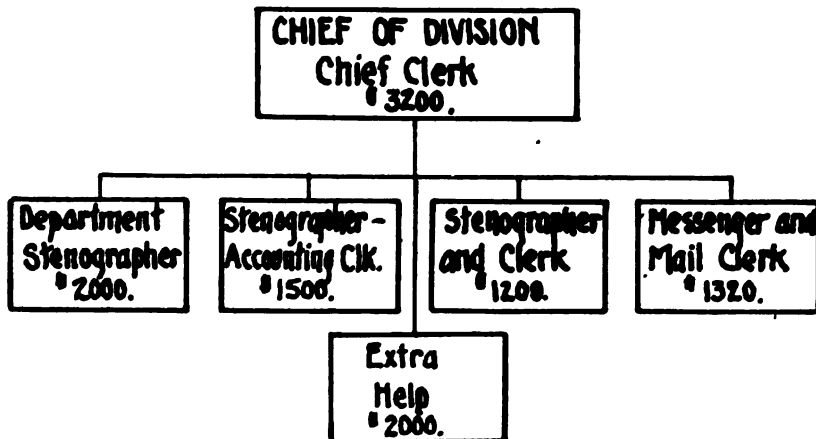 CHIEF OF DIVISION
Chief Clerk
$3200.
Department
Stenographer
$2000.
Stenographer-
Accounting Clk.
$1500.
Stenographer
and Clerk
$1200.
Messenger and
Mail Clerk
$1320.
Extra
Help
$2000.